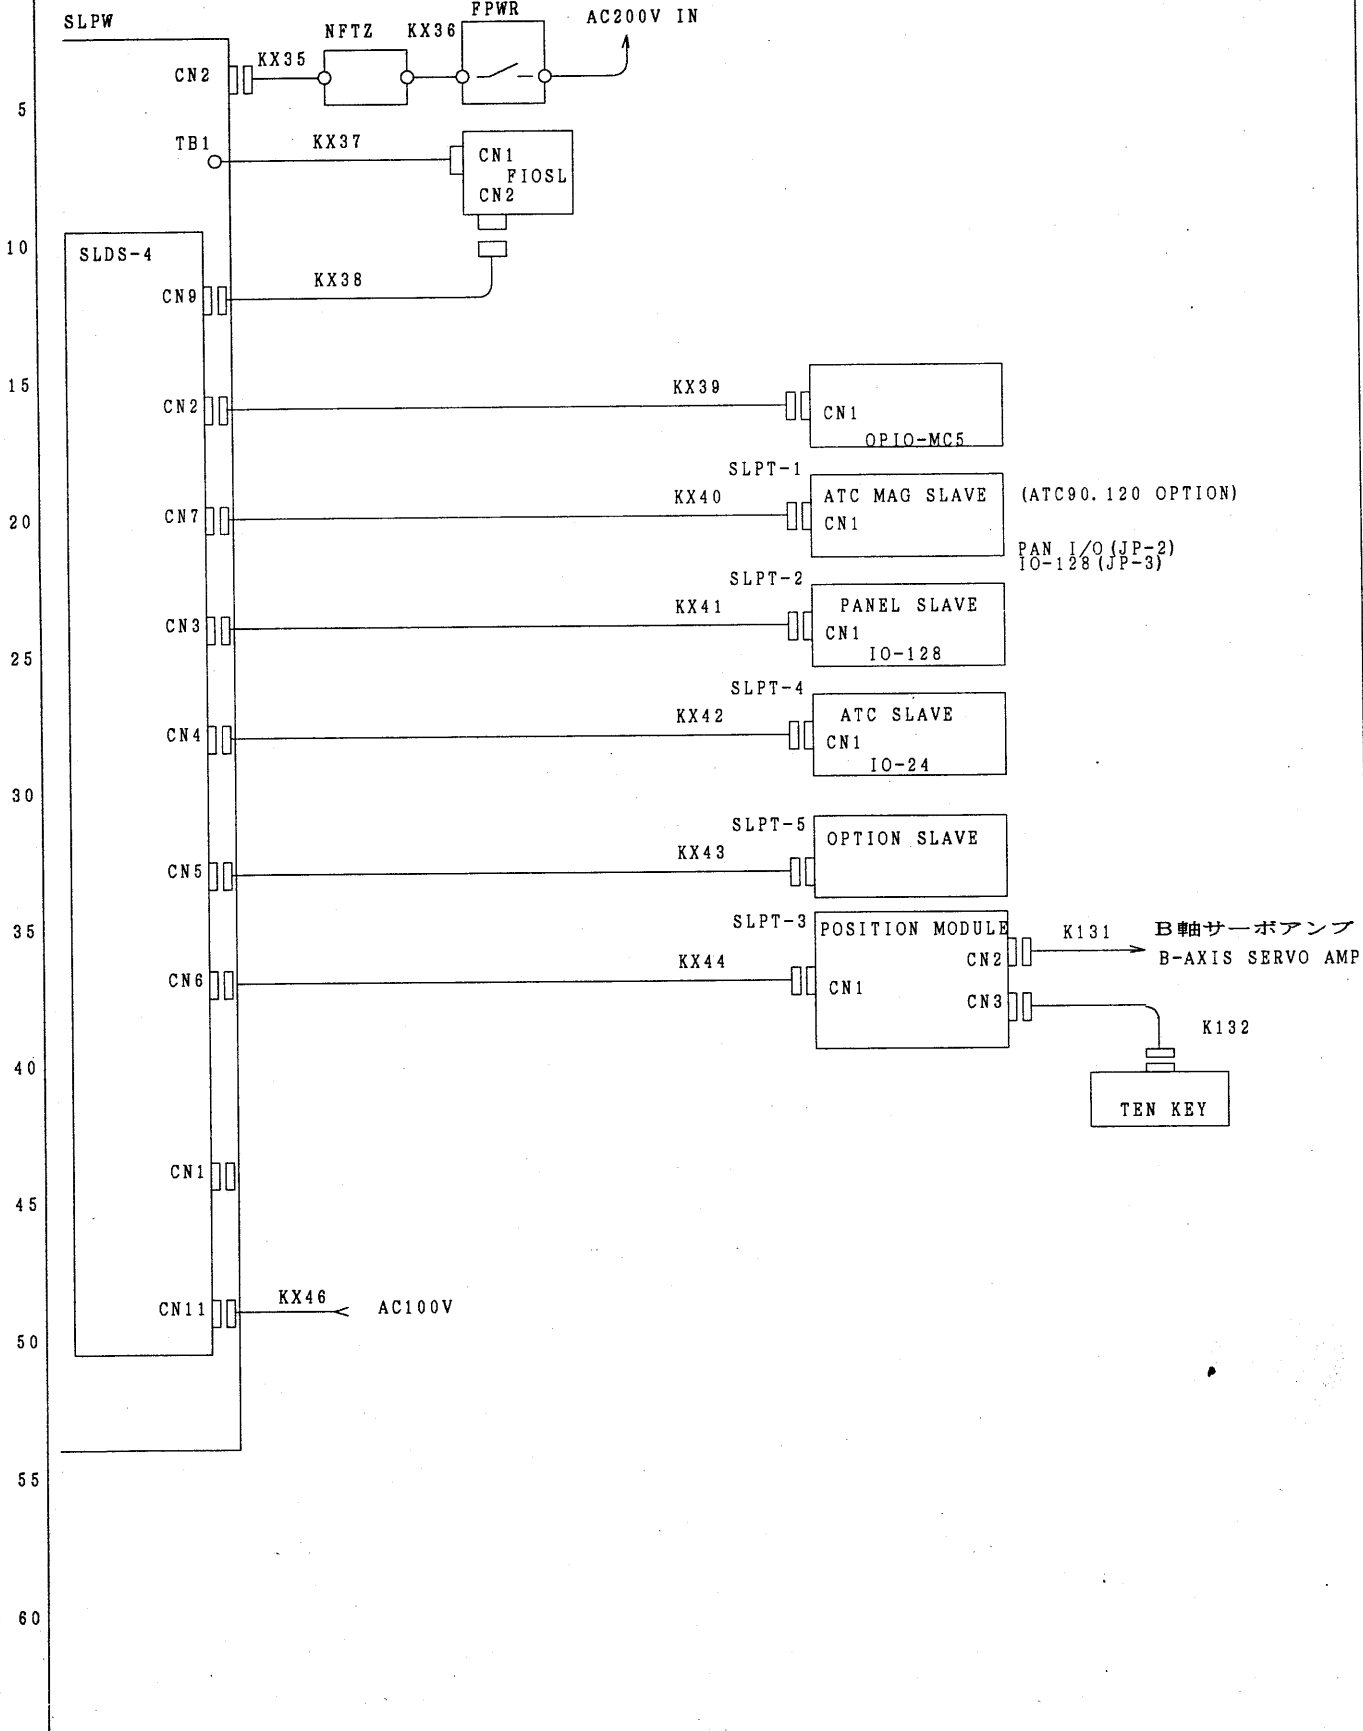 FPWR
SLPW
NFTZ
KX36
AC200V IN
KX35
CN2
5
TB1
KX37
CN1
FIOSL
CN2
10
SLDS-4
KX38
CN9
15
KX39
CN2
CN1
OPIO-MC5
SLPT-1
KX40
ATC MAG SLAVE
(ATC90.120 OPTION)
20
CN7
CN1
PAN I/O(JP-2)
IO-128(JP-3)
SLPT-2
KX41
PANEL SLAVE
CN3
CN1
25
IO-128
SLPT-4
KX42
ATC SLAVE
CN4
CN1
IO-24
30
SLPT-5
OPTION SLAVE
KX43
CN5
35
SLPT-3
POSITION MODULE
K131
B軸サーボアンプ
B-AXIS SERVO AMP
KX44
CN2
CN6
CN1
CN3
K132
40
TEN KEY
CN1
45
KX46
CN11
AC100V
50
55
60